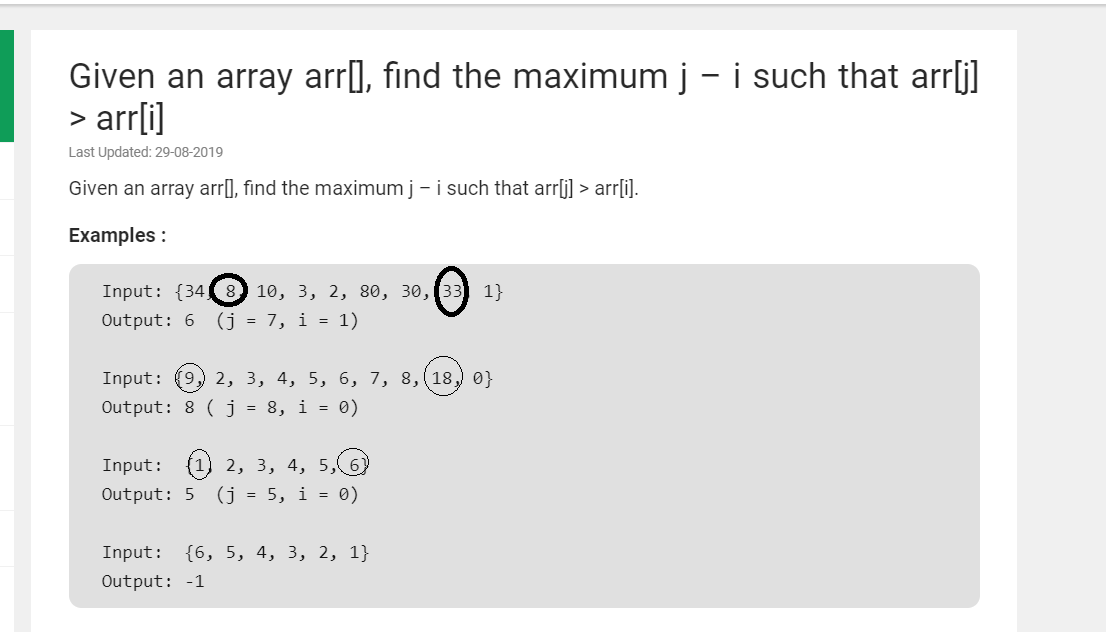 Given an array arr[], find the maximum j – i such that arr[j]
> arr[i]
Last Updated: 29-08-2019
Given an array arr[], find the maximum j – i such that arr[j] > arr[i].
Examples :
Input: {34, 8, 10, 3, 2, 80, 30, 33, 1}
Output: 6 (j = 7, i = 1)
Input: {9, 2, 3, 4, 5, 6, 7, 8, 18, 0}
Output: 8 ( j = 8, i = 0)
Input: {1, 2, 3, 4, 5, 6}
Output: 5 (j = 5, i = 0)
Input: {6, 5, 4, 3, 2, 1}
Output: -1